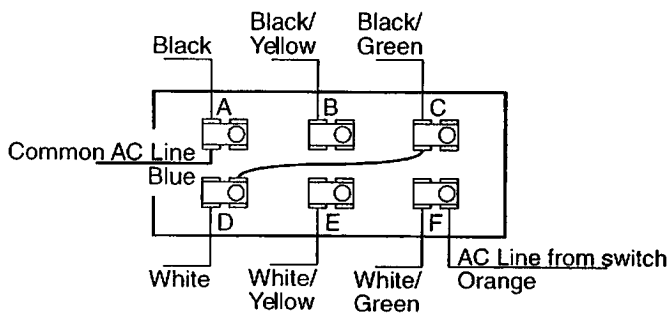 Black
Black/
Yellow
Black/
Green
A
B
C
Common AC Line
Blue
D
E
F
White
White/
Yellow
White/
Green
AC Line from switch
Orange